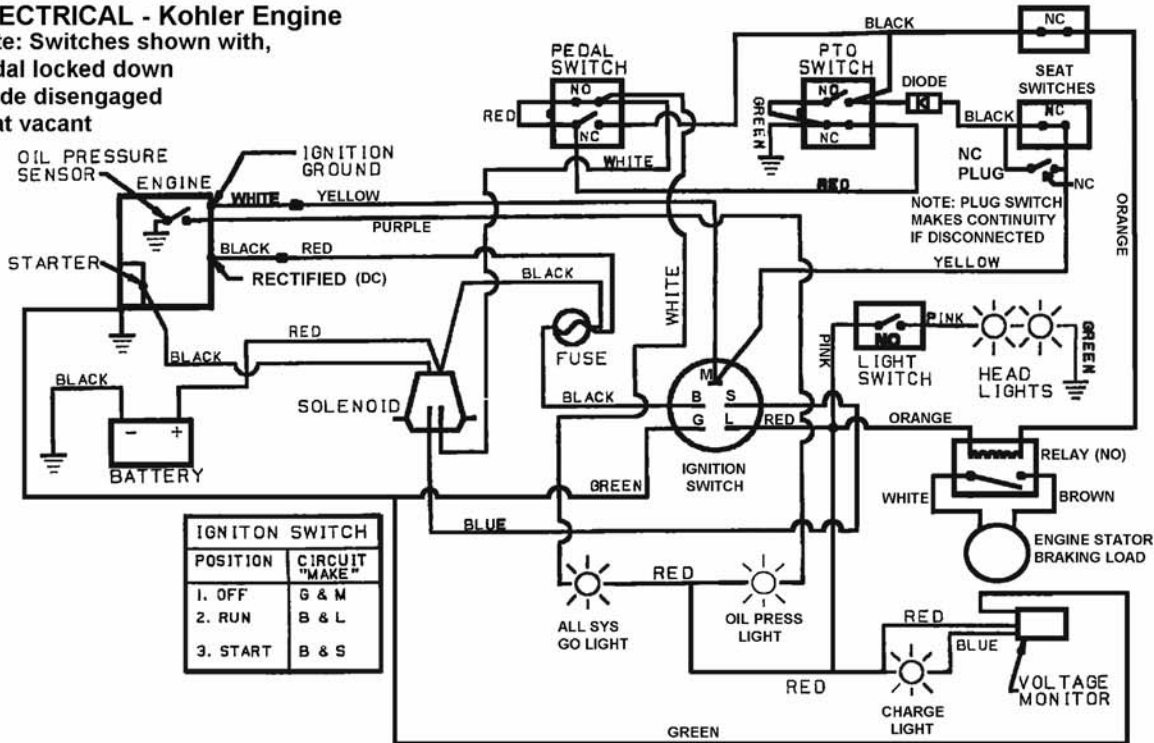 ECTRICAL - Kohler Engine
te: Switches shown with,
dal locked down
de disengaged
at vacant
BLACK
NC
PEDAL
SWITCH
PTO
SWITCH
SEAT
SWITCHES
NO
RED
NC
NO
GREEN
NC
DIODE
BLACK
NC
NC
PLUG
NC
WHITE
RED
NOTE: PLUG SWITCH
MAKES CONTINUITY
IF DISCONNECTED
ORANGE
OIL PRESSURE
SENSOR
IGNITION
GROUND
ENGINE
WHITE
YELLOW
PURPLE
BLACK
RED
RECTIFIED (DC)
STARTER
BLACK
WHITE
YELLOW
RED
BLACK
FUSE
PINK
NO
LIGHT
SWITCH
PINK
HEAD
LIGHTS
GREEN
BLACK
- +
BATTERY
SOLENOID
BLACK
M
B S
G L
RED
IGNITION
SWITCH
ORANGE
RELAY (NO)
WHITE
BROWN
ENGINE STATOR
BRAKING LOAD
GREEN
BLUE
IGNITON SWITCH
POSITION CIRCUIT "MAKE"
1. OFF G & M
2. RUN B & L
3. START B & S
RED
ALL SYS
GO LIGHT
OIL PRESS
LIGHT
RED
RED
BLUE
CHARGE
LIGHT
VOLTAGE
MONITOR
GREEN